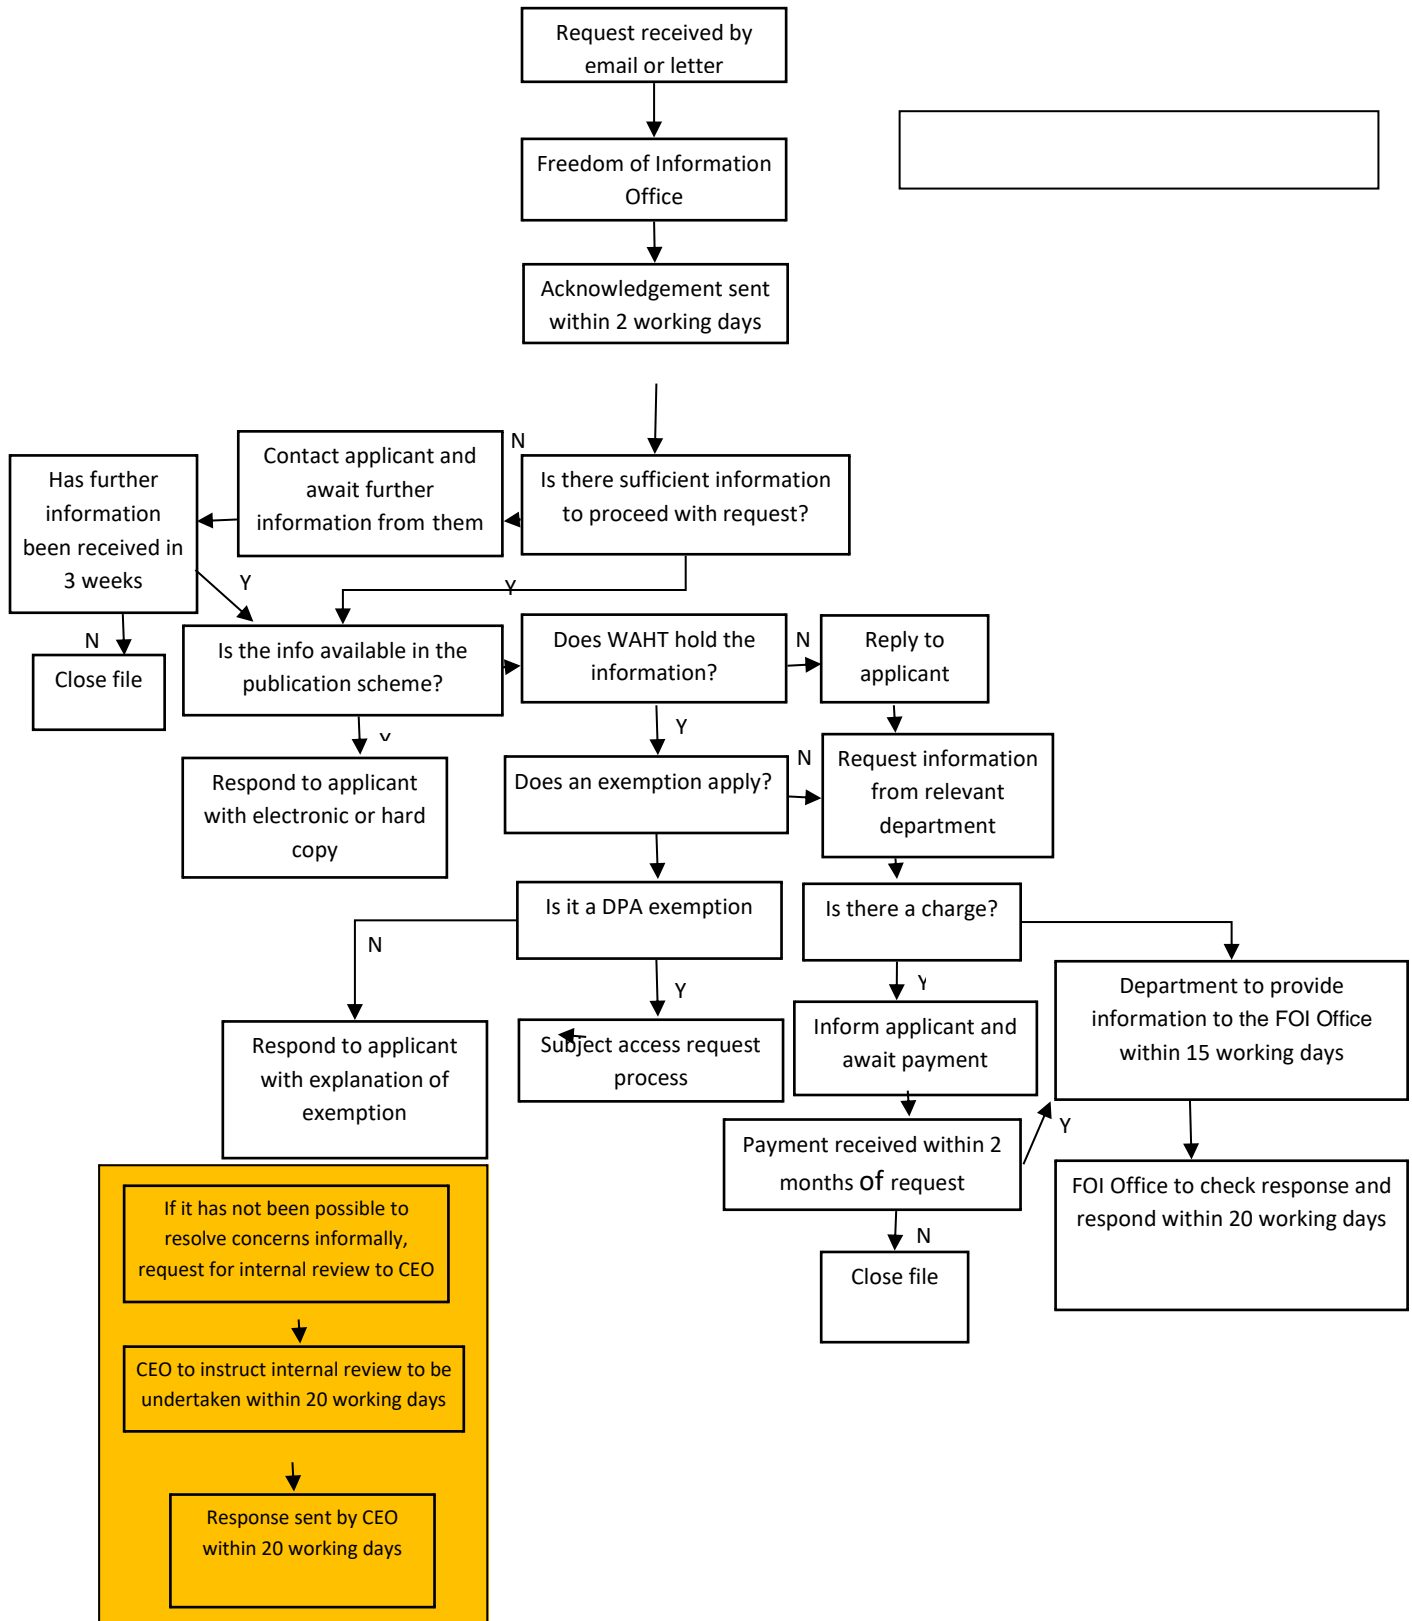 Request received by
email or letter
Freedom of Information
Office
Acknowledgement sent
within 2 working days
N
Contact applicant and
await further
information from them
Is there sufficient information
to proceed with request?
Has further
information
been received in
3 weeks
Y
Y
N
Close file
Is the info available in the
publication scheme?
Does WAHT hold the
information?
N
Reply to
applicant
Y
Y
Respond to applicant
with electronic or hard
copy
Does an exemption apply?
N
Request information
from relevant
department
Is it a DPA exemption
Is there a charge?
N
Y
Y
Respond to applicant
with explanation of
exemption
Subject access request
process
Inform applicant and
await payment
Department to provide
information to the FOI Office
within 15 working days
Payment received within 2
months of request
Y
N
Close file
FOI Office to check response and
respond within 20 working days
If it has not been possible to
resolve concerns informally,
request for internal review to CEO
CEO to instruct internal review to be
undertaken within 20 working days
Response sent by CEO
within 20 working days